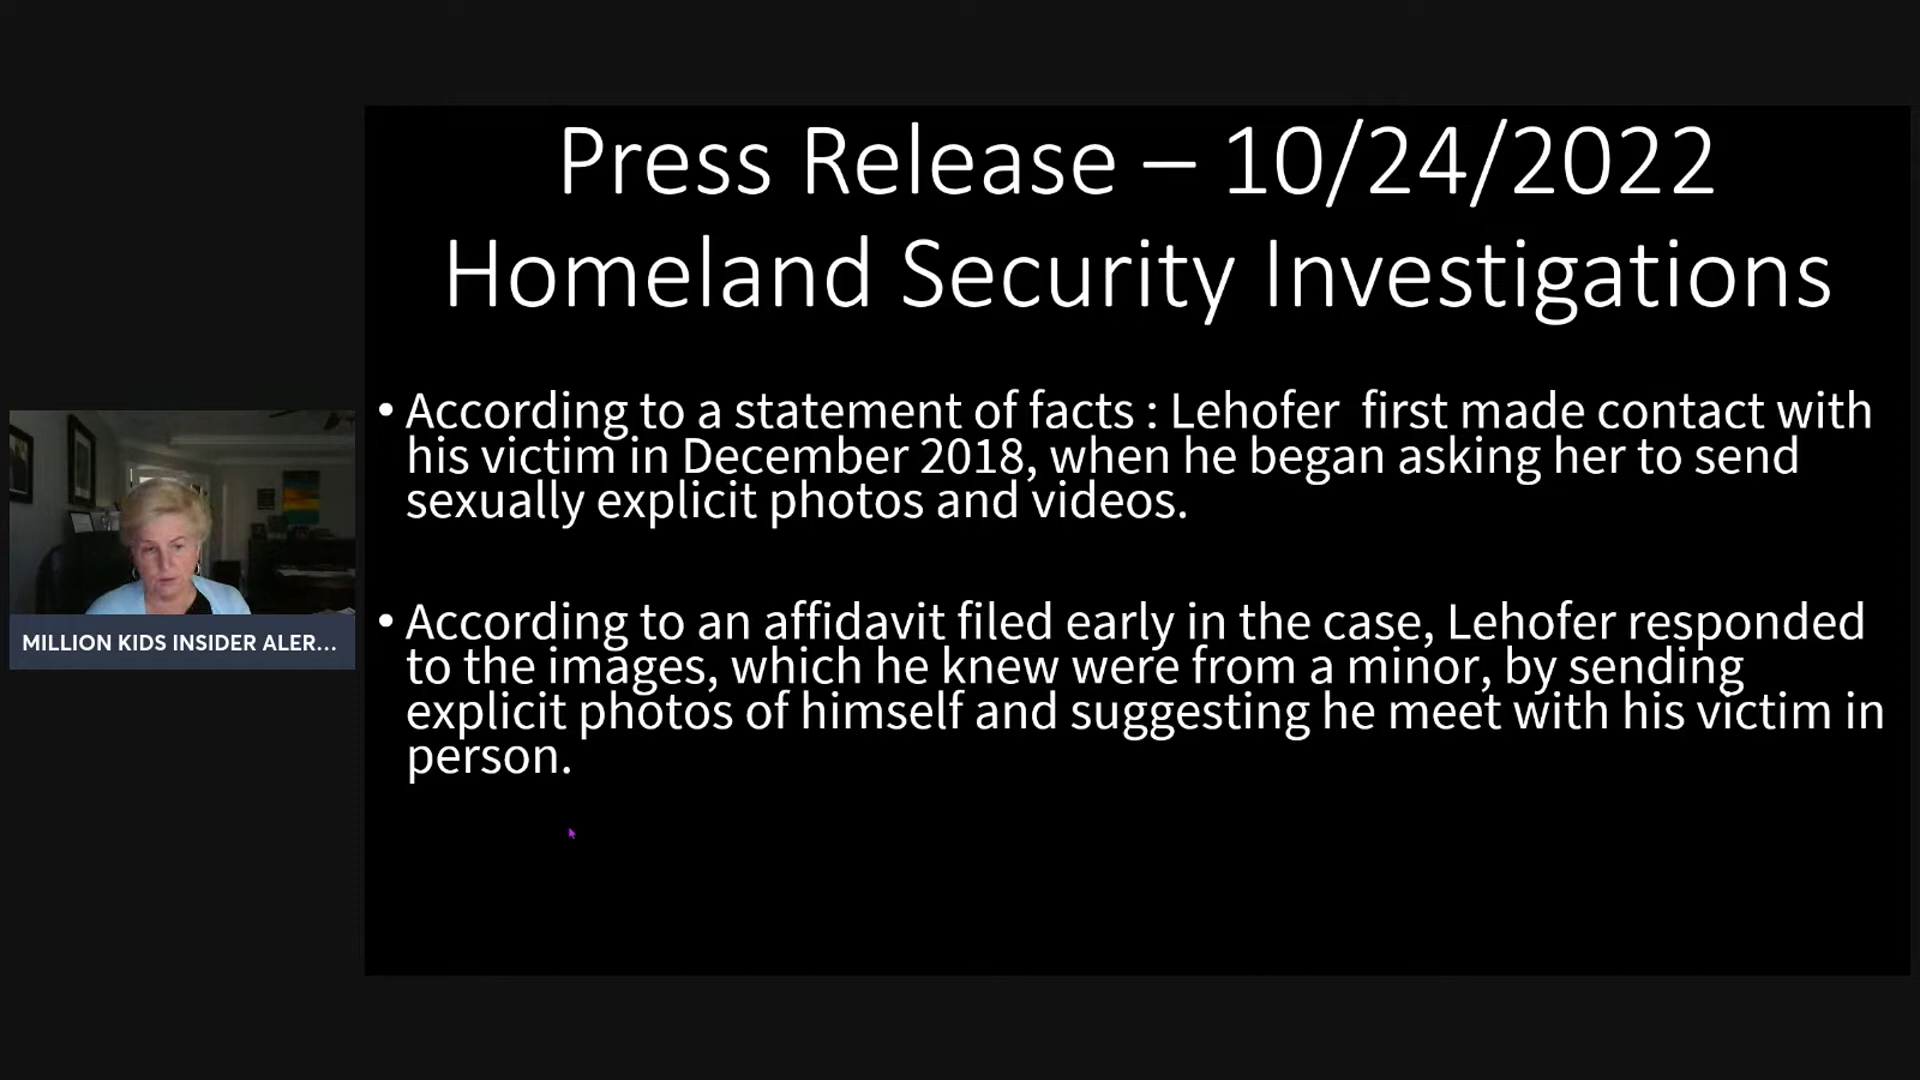 Press Release – 10/24/2022
Homeland Security Investigations
• According to a statement of facts : Lehofer first made contact with
his victim in December 2018, when he began asking her to send
sexually explicit photos and videos.
• According to an affidavit filed early in the case, Lehofer responded
to the images, which he knew were from a minor, by sending
explicit photos of himself and suggesting he meet with his victim in
person.
MILLION KIDS INSIDER ALER...